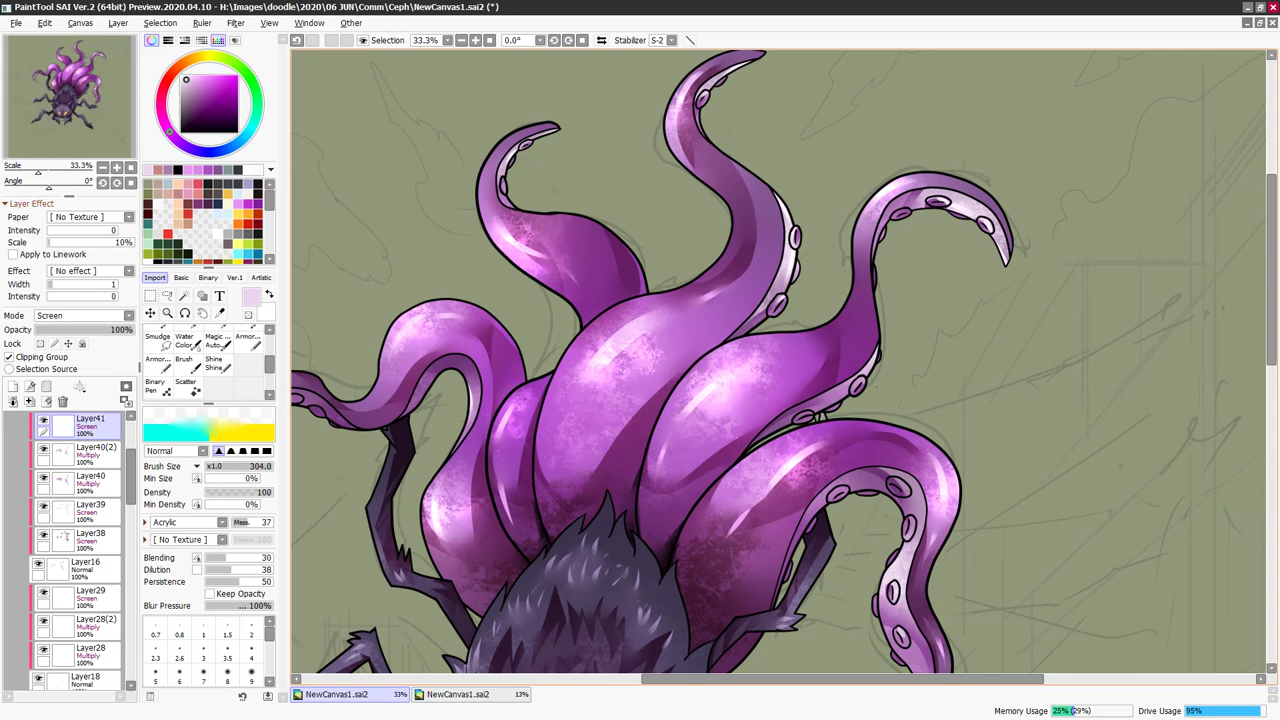 PaintTool SAI Ver.2 (64bit) Preview.2020.04.10 - H:\Images\doodle\2020\06 JUN\Comm\Ceph\NewCanvas1.sai2 (*)
File Edit Canvas Layer Selection Ruler Filter View Window Other
Selection 33.3% 0.0° Stabilizer S-2
Scale 33.3%
Angle 0°
Layer Effect
Paper [ No Texture ]
Intensity 0
Scale 10%
Apply to Linework
Effect [ No effect ]
Width 1
Intensity 0
Mode Screen
Opacity 100%
Lock
Clipping Group
Selection Source
Layer41
Screen
100%
Layer40(2)
Multiply
100%
Layer40
Multiply
100%
Layer39
Screen
100%
Layer38
Screen
100%
Layer16
Normal
100%
Layer29
Screen
100%
Layer28(2)
Multiply
100%
Layer28
Multiply
100%
Layer18
Normal
100%
Import Basic Binary Ver.1 Artistic
T
Smudge Water Color... Magic ... Auto... Armor...
Armor... Brush Shine Shine
Binary Pen Scatter
Normal
Brush Size x1.0 304.0
Min Size 0%
Density 100
Min Density 0%
Acrylic Mess. 37
[ No Texture ]
Blending 30
Dilution 38
Persistence 50
Keep Opacity
Blur Pressure ... 100%
0.7 0.8 1 1.5 2
2.3 2.6 3 3.5 4
5 6 7 8 9
NewCanvas1.sai2 33% NewCanvas1.sai2 13%
Memory Usage 25% (29%) Drive Usage 95%